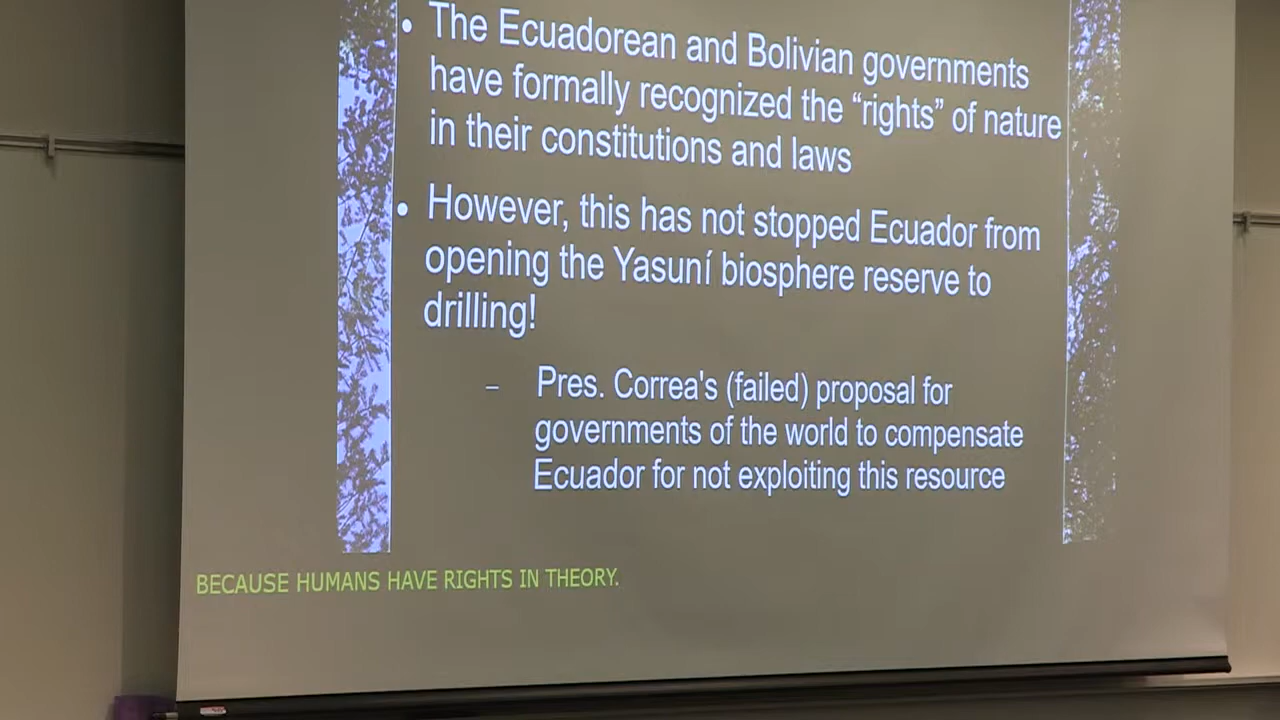 • The Ecuadorean and Bolivian governments
have formally recognized the “rights” of nature
in their constitutions and laws
• However, this has not stopped Ecuador from
opening the Yasuní biosphere reserve to
drilling!
– Pres. Correa's (failed) proposal for
governments of the world to compensate
Ecuador for not exploiting this resource
BECAUSE HUMANS HAVE RIGHTS IN THEORY.